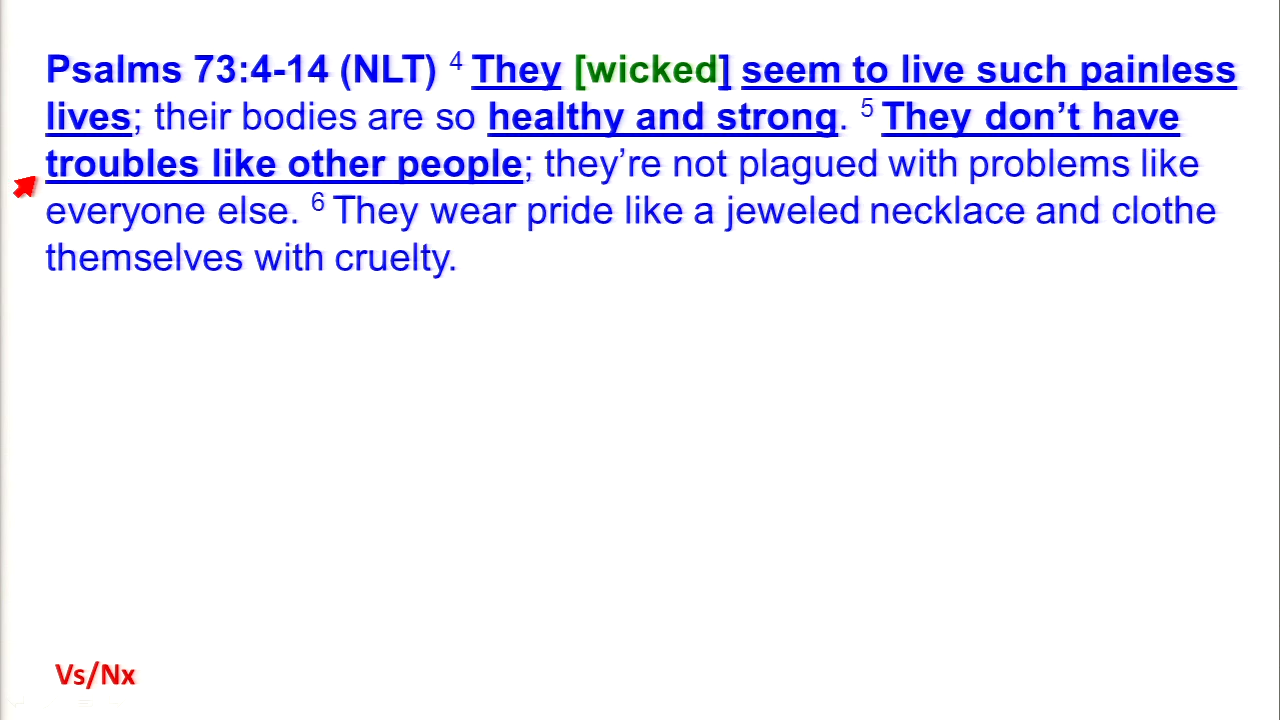 Psalms 73:4-14 (NLT) 4 They [wicked] seem to live such painless
lives; their bodies are so healthy and strong. 5 They don’t have
troubles like other people; they’re not plagued with problems like
everyone else. 6 They wear pride like a jeweled necklace and clothe
themselves with cruelty.
Vs/Nx